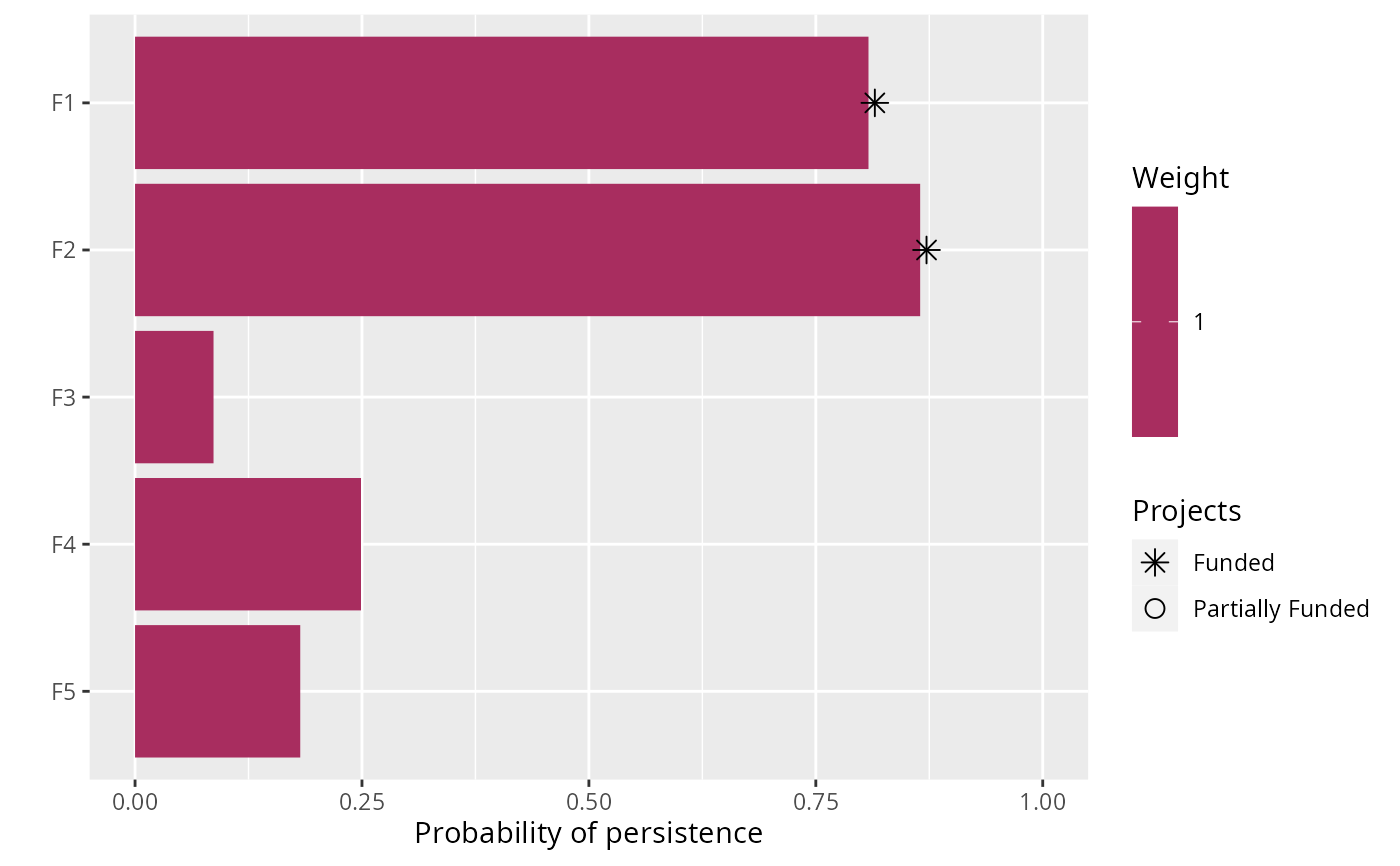 F1
F2
F3
F4
F5
0.00 0.25 0.50 0.75 1.00
Probability of persistence
Weight
1
Projects
Funded
Partially Funded